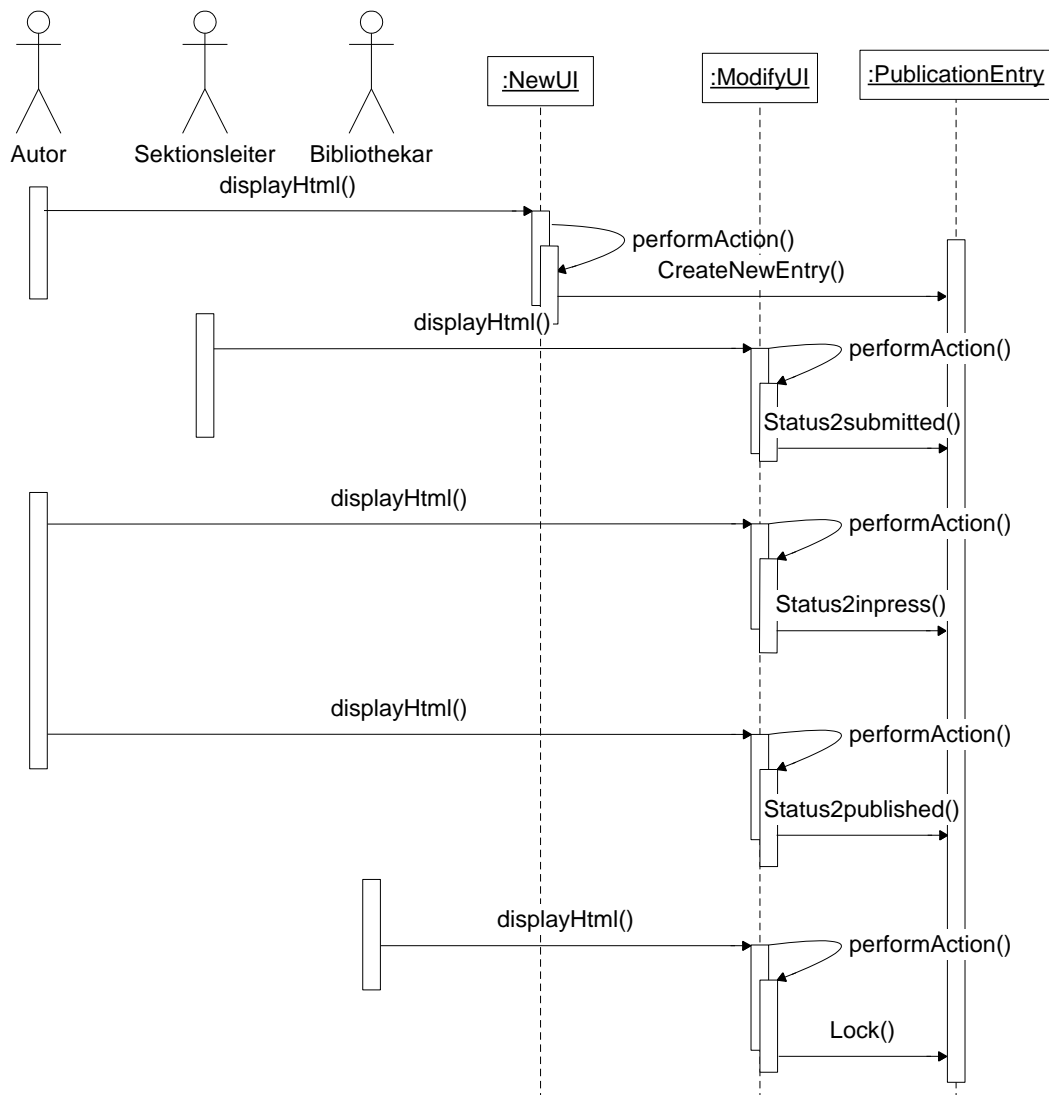 :NewUI
:ModifyUI
:PublicationEntry
Autor
Sektionsleiter
Bibliothekar
displayHtml()
performAction()
CreateNewEntry()
displayHtml()
performAction()
Status2submitted()
displayHtml()
performAction()
Status2inpress()
displayHtml()
performAction()
Status2published()
displayHtml()
performAction()
Lock()